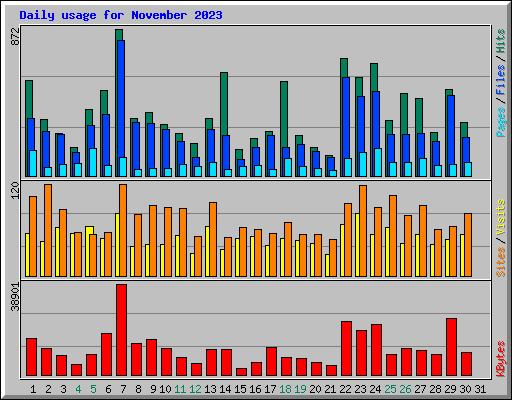 Daily usage for November 2023
872
Pages / Files / Hits
120
Sites / Visits
38901
KBytes
1 2 3 4 5 6 7 8 9 10 11 12 13 14 15 16 17 18 19 20 21 22 23 24 25 26 27 28 29 30 31